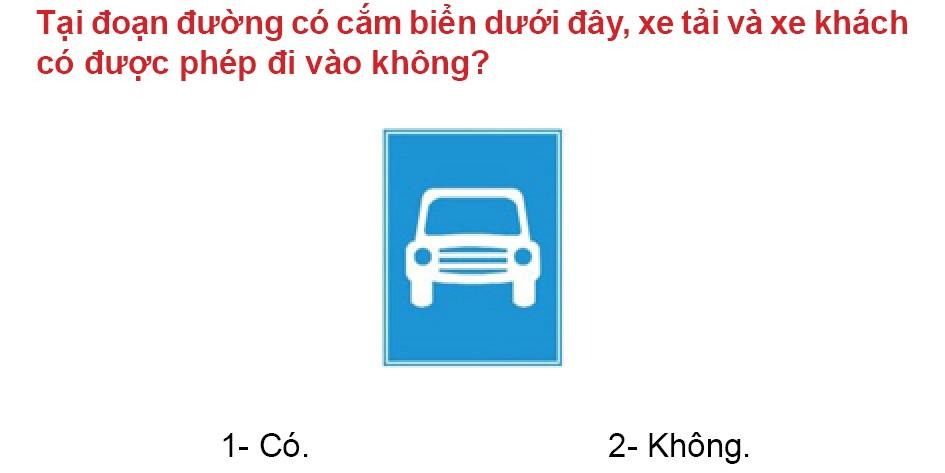 Tại đoạn đường có cắm biển dưới đây, xe tải và xe khách
có được phép đi vào không?
1- Có.
2- Không.